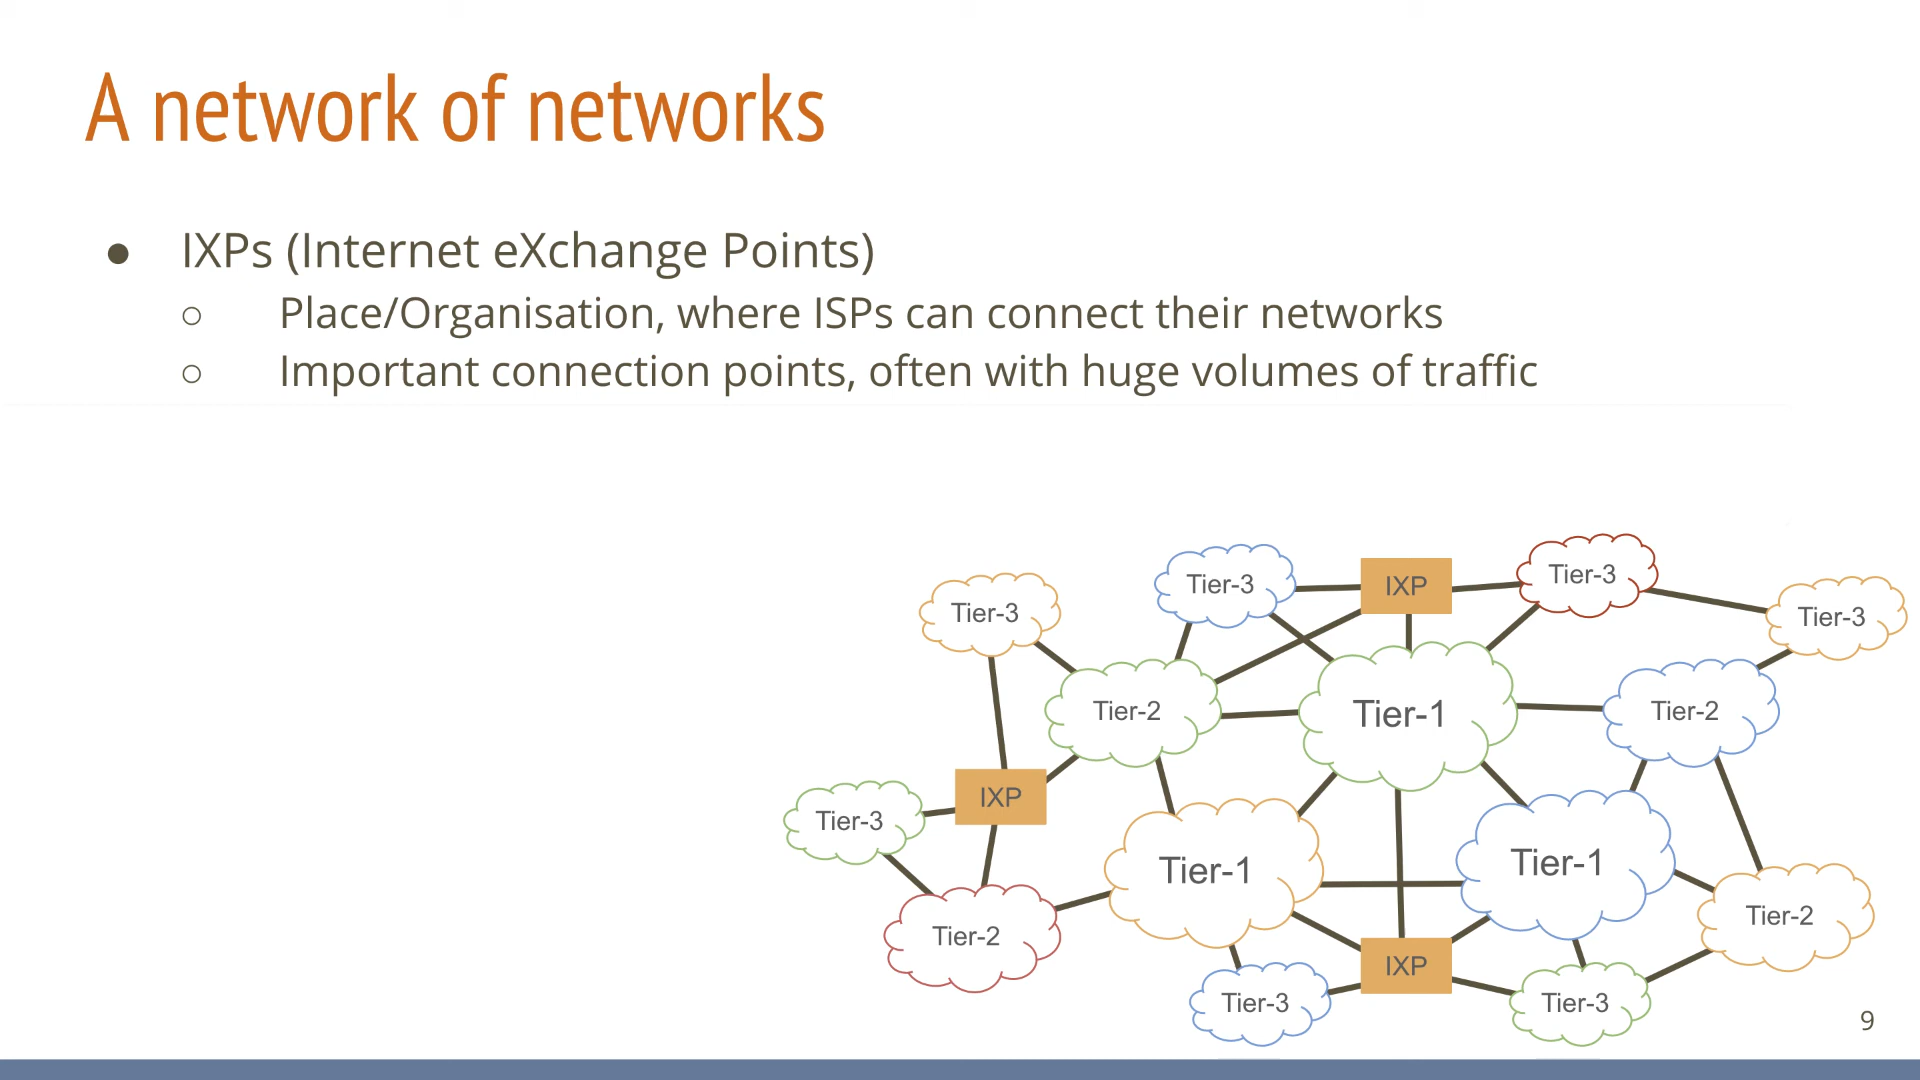 A network of networks
● IXPs (Internet eXchange Points)
○ Place/Organisation, where ISPs can connect their networks
○ Important connection points, often with huge volumes of traffic
Tier-3
IXP
Tier-3
Tier-3
Tier-3
Tier-2
Tier-1
Tier-2
IXP
Tier-3
Tier-1
Tier-1
Tier-2
Tier-2
IXP
Tier-3
Tier-3
9